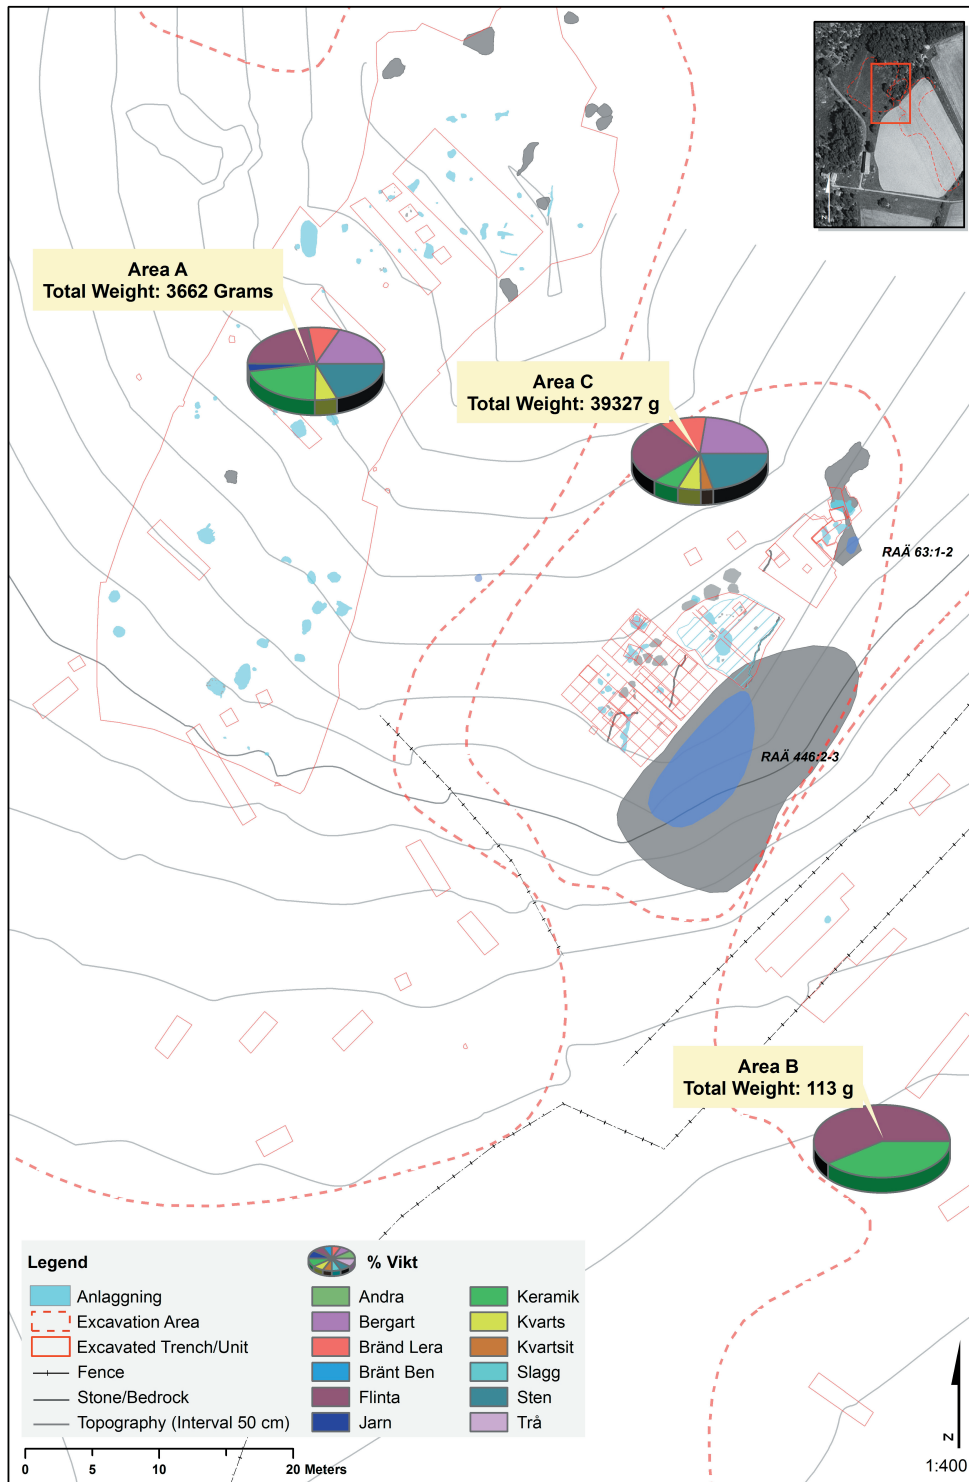 Area A
Total Weight: 3662 Grams
Area C
Total Weight: 39327 g
RAÄ 63:1-2
RAÄ 446:2-3
Area B
Total Weight: 113 g
Legend
Anlaggning
Excavation Area
Excavated Trench/Unit
Fence
Stone/Bedrock
Topography (Interval 50 cm)
% Vikt
Andra
Bergart
Bränd Lera
Bränt Ben
Flinta
Jarn
Keramik
Kvarts
Kvartsit
Slagg
Sten
Trå
0 5 10 20 Meters
N
1:400
N